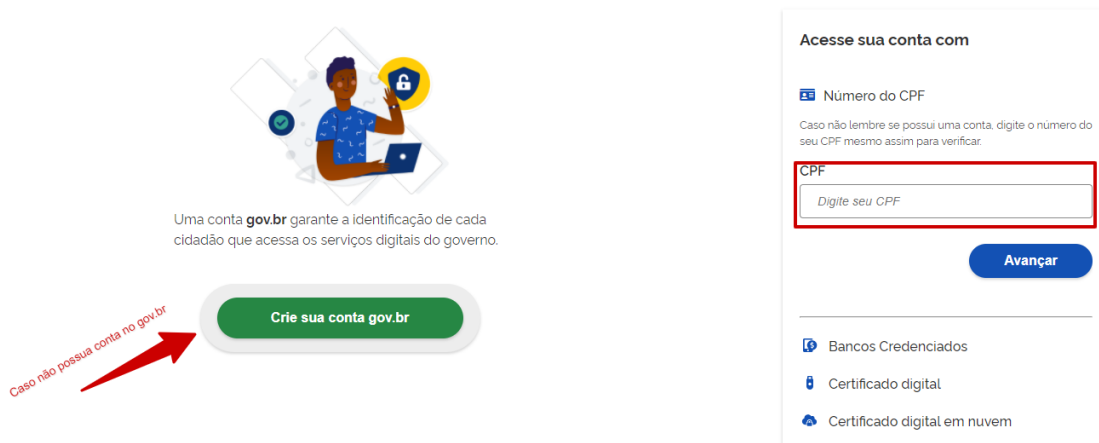 Uma conta gov.br garante a identificação de cada
cidadão que acessa os serviços digitais do governo.
Caso não possua conta no gov.br
Crie sua conta gov.br
Acesse sua conta com
Número do CPF
Caso não lembre se possui uma conta, digite o número do
seu CPF mesmo assim para verificar.
CPF
Digite seu CPF
Avançar
Bancos Credenciados
Certificado digital
Certificado digital em nuvem